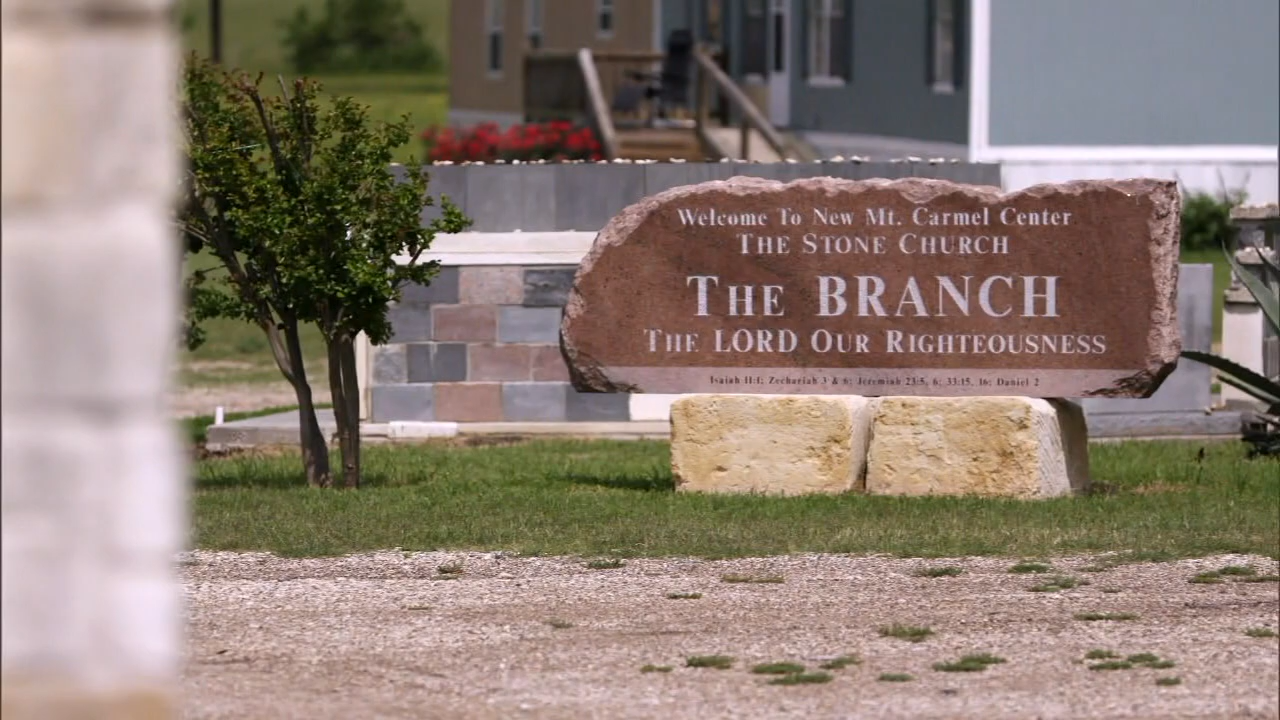 Welcome To New Mt. Carmel Center
THE STONE CHURCH
THE BRANCH
THE LORD OUR RIGHTEOUSNESS
Isaiah 11:1; Zechariah 3 & 6; Jeremiah 23:5, 6; 33:15, 16; Daniel 2